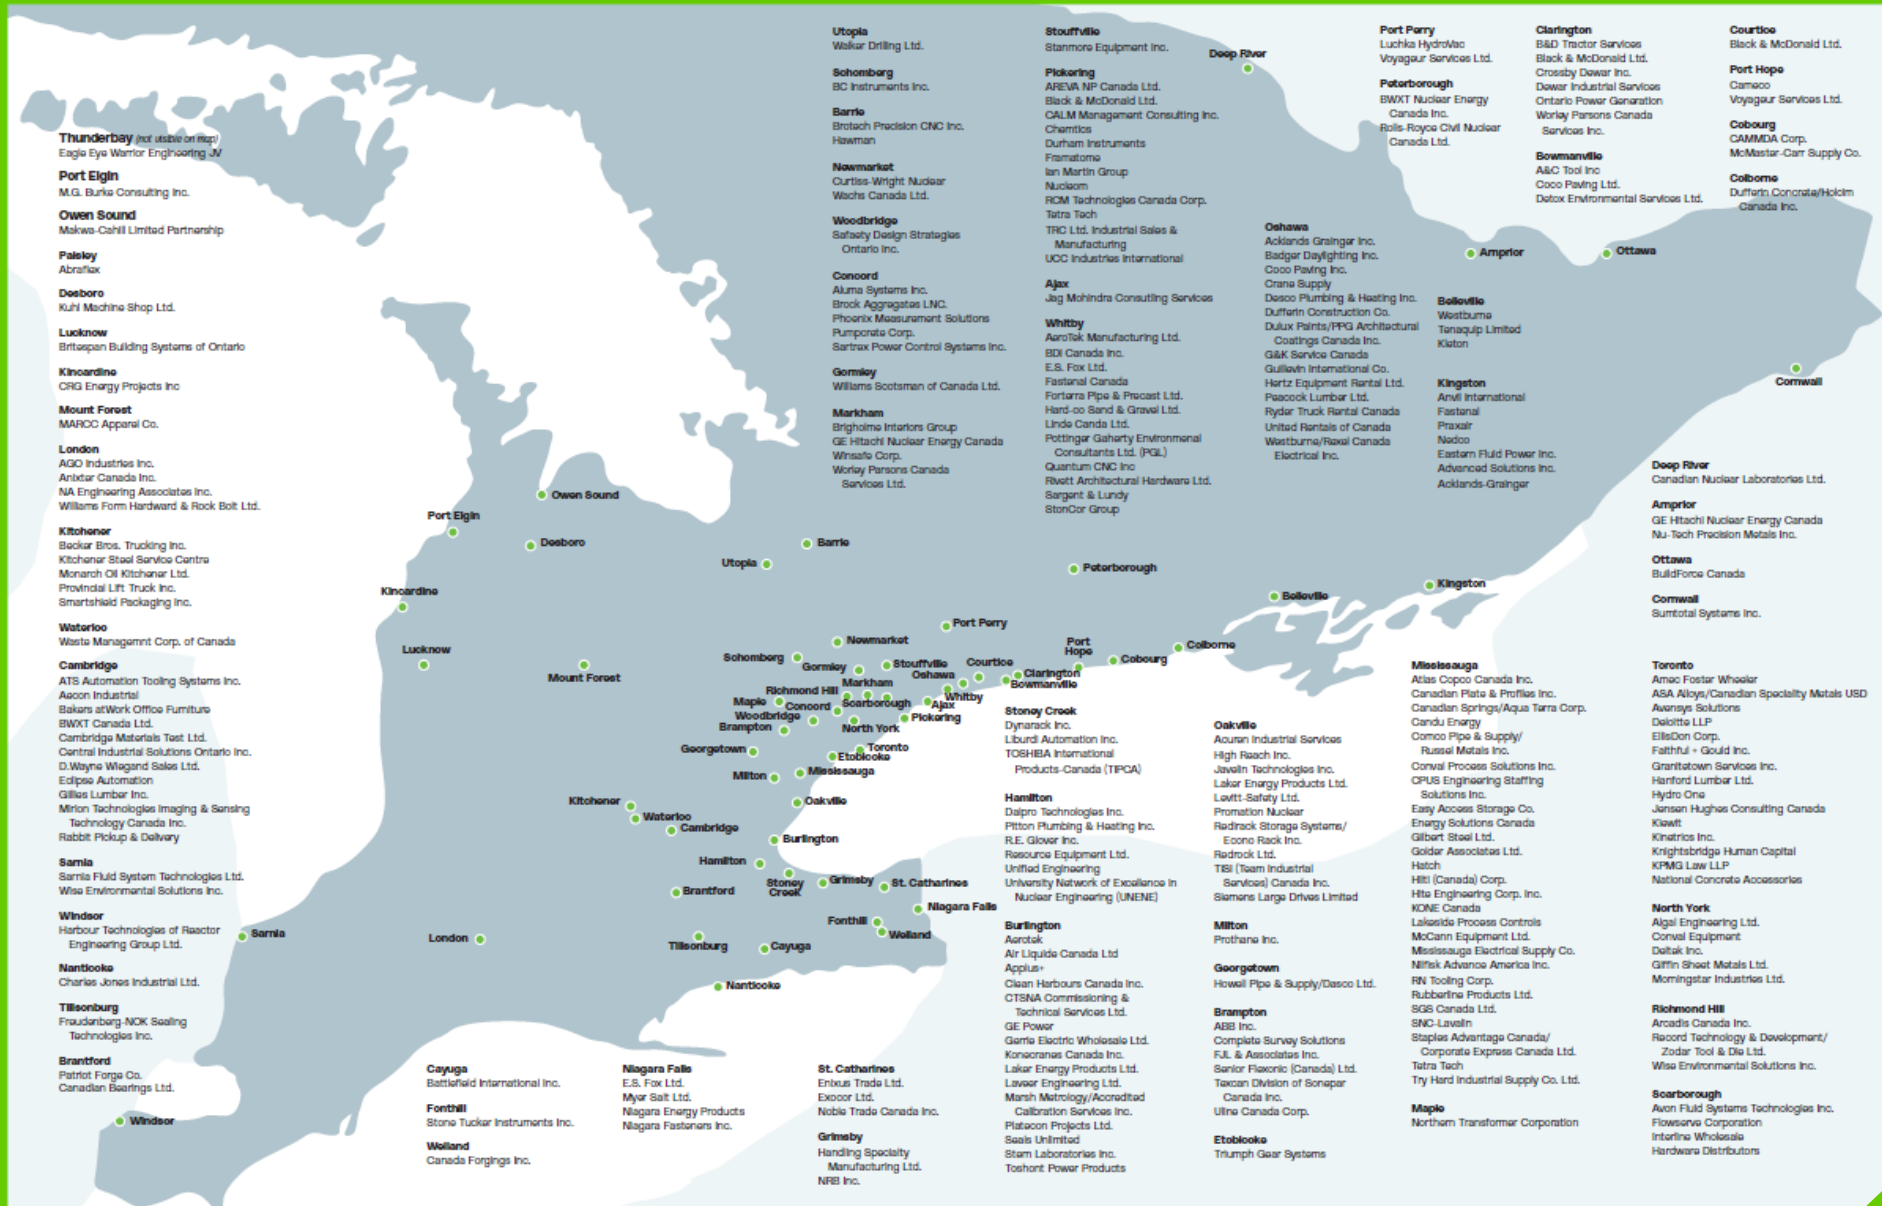 Thunderbay (not visible on map)
Eagle Eye Warrior Engineering JV
Port Elgin
M.G. Burke Consulting Inc.
Owen Sound
Makwa-Cahill Limited Partnership
Paisley
Abraflex
Desboro
Kuhl Machine Shop Ltd.
Lucknow
Britespan Building Systems of Ontario
Kincardine
CRG Energy Projects Inc
Mount Forest
MARCC Apparel Co.
London
AGO Industries Inc.
Anixter Canada Inc.
NA Engineering Associates Inc.
Williams Form Hardware & Rock Bolt Ltd.
Kitchener
Becker Bros. Trucking Inc.
Kitchener Steel Service Centre
Monarch Oil Kitchener Ltd.
Provincial Lift Truck Inc.
Smartshield Packaging Inc.
Waterloo
Waste Managemnt Corp. of Canada
Cambridge
ATS Automation Tooling Systems Inc.
Aecon Industrial
Bakers atWork Office Furniture
BWXT Canada Ltd.
Cambridge Materials Test Ltd.
Central Industrial Solutions Ontario Inc.
D.Wayne Wiegand Sales Ltd.
Eclipse Automation
Gillies Lumber Inc.
Mirion Technologies Imaging & Sensing
Technology Canada Inc.
Rabbit Pickup & Delivery
Sarnia
Sarnia Fluid System Technologies Ltd.
Wise Environmental Solutions Inc.
Windsor
Harbour Technologies of Reactor
Engineering Group Ltd.
Nanticoke
Charles Jones Industrial Ltd.
Tillsonburg
Freudenberg-NOK Sealing
Technologies Inc.
Brantford
Patriot Forge Co.
Canadian Bearings Ltd.
Utopia
Walker Drilling Ltd.
Schomberg
BC Instruments Inc.
Barrie
Brotech Precision CNC Inc.
Hawman
Newmarket
Curtiss-Wright Nuclear
Wachs Canada Ltd.
Woodbridge
Safaety Design Strategies
Ontario Inc.
Concord
Aluma Systems Inc.
Brock Aggregates LNC.
Phoenix Measurement Solutions
Pumpcrete Corp.
Sartrex Power Control Systems Inc.
Gormley
Williams Scotsman of Canada Ltd.
Markham
Brigholme Interiors Group
GE Hitachi Nuclear Energy Canada
Winsafe Corp.
Worley Parsons Canada
Services Ltd.
Stouffville
Stanmore Equipment Inc.
Pickering
AREVA NP Canada Ltd.
Black & McDonald Ltd.
CALM Management Consulting Inc.
Chemtics
Durham Instruments
Framatome
Ian Martin Group
Nucleom
RCM Technologies Canada Corp.
Tetra Tech
TRC Ltd. Industrial Sales &
Manufacturing
UCC Industries International
Ajax
Jag Mohindra Consutling Services
Whitby
AeroTek Manufacturing Ltd.
BDI Canada Inc.
E.S. Fox Ltd.
Fastenal Canada
Forterra Pipe & Precast Ltd.
Hard-co Sand & Gravel Ltd.
Linde Canda Ltd.
Pottinger Gaherty Environmenal
Consultants Ltd. (PGL)
Quantum CNC Inc
Rivett Architectural Hardware Ltd.
Sargent & Lundy
StonCor Group
Oshawa
Acklands Grainger Inc.
Badger Daylighting Inc.
Coco Paving Inc.
Crane Supply
Desco Plumbing & Heating Inc.
Dufferin Construction Co.
Dulux Paints/PPG Architectural
Coatings Canada Inc.
G&K Service Canada
Guillevin International Co.
Hertz Equipment Rental Ltd.
Peacock Lumber Ltd.
Ryder Truck Rental Canada
United Rentals of Canada
Westburne/Rexel Canada
Electrical Inc.
Port Perry
Luchka HydroVac
Voyageur Services Ltd.
Peterborough
BWXT Nuclear Energy
Canada Inc.
Rolls-Royce Civil Nuclear
Canada Ltd.
Clarington
B&D Tractor Services
Black & McDonald Ltd.
Crossby Dewar Inc.
Dewar Industrial Services
Ontario Power Generation
Worley Parsons Canada
Services Inc.
Bowmanville
A&C Tool Inc
Coco Paving Ltd.
Detox Environmental Services Ltd.
Courtice
Black & McDonald Ltd.
Port Hope
Cameco
Voyageur Services Ltd.
Cobourg
CAMMDA Corp.
McMaster-Carr Supply Co.
Colborne
Dufferin Concrete/Holcim
Canada Inc.
Belleville
Westburne
Tenaquip Limited
Kleton
Kingston
Anvil International
Fastenal
Praxair
Nedco
Eastern Fluid Power Inc.
Advanced Solutions Inc.
Acklands-Grainger
Deep River
Canadian Nuclear Laboratories Ltd.
Arnprior
GE Hitachi Nuclear Energy Canada
Nu-Tech Precision Metals Inc.
Ottawa
BuildForce Canada
Cornwall
Sumtotal Systems Inc.
Deep River
Arnprior
Ottawa
Cornwall
Owen Sound
Port Elgin
Desboro
Barrie
Utopia
Peterborough
Kingston
Belleville
Kincardine
Port Perry
Newmarket
Lucknow
Schomberg
Gormley
Stouffville
Courtice
Port
Hope
Cobourg
Colborne
Mount Forest
Oshawa
Clarington
Bowmanville
Richmond Hill
Markham
Whitby
Maple
Concord
Scarborough
Ajax
Woodbridge
Pickering
Brampton
North York
Georgetown
Toronto
Etobicoke
Milton
Mississauga
Kitchener
Oakville
Waterloo
Cambridge
Burlington
Hamilton
Stoney
Creek
Grimsby
St. Catharines
Brantford
Niagara Falls
Fonthill
Welland
Sarnia
London
Tillsonburg
Cayuga
Nanticoke
Windsor
Cayuga
Battlefield International Inc.
Fonthill
Stone Tucker Instruments Inc.
Welland
Canada Forgings Inc.
Niagara Falls
E.S. Fox Ltd.
Myer Salt Ltd.
Niagara Energy Products
Niagara Fasteners Inc.
St. Catharines
Enixus Trade Ltd.
Exocor Ltd.
Noble Trade Canada Inc.
Grimsby
Handling Specialty
Manufacturing Ltd.
NRB Inc.
Stoney Creek
Dynarack Inc.
Liburdi Automation Inc.
TOSHIBA International
Products-Canada (TIPCA)
Hamilton
Dalpro Technologies Inc.
Pitton Plumbing & Heating Inc.
R.E. Glover Inc.
Resource Equipment Ltd.
Unified Engineering
University Network of Excellence in
Nuclear Engineering (UNENE)
Burlington
Aerotek
Air Liquide Canada Ltd
Applus+
Clean Harbours Canada Inc.
CTSNA Commissioning &
Technical Services Ltd.
GE Power
Gerrie Electric Wholesale Ltd.
Konecranes Canada Inc.
Laker Energy Products Ltd.
Laveer Engineering Ltd.
Marsh Metrology/Accredited
Calibration Services Inc.
Platecon Projects Ltd.
Seals Unlimited
Stern Laboratories Inc.
Toshont Power Products
Oakville
Acuren Industrial Services
High Reach Inc.
Javelin Technologies Inc.
Laker Energy Products Ltd.
Levitt-Safety Ltd.
Promation Nuclear
Redirack Storage Systems/
Econo Rack Inc.
Redrock Ltd.
TISI (Team Industrial
Services) Canada Inc.
Siemens Large Drives Limited
Milton
Prothane Inc.
Georgetown
Howell Pipe & Supply/Dasco Ltd.
Brampton
ABB Inc.
Complete Survey Solutions
FJL & Associates Inc.
Senior Flexonic (Canada) Ltd.
Texcan Division of Sonepar
Canada Inc.
Uline Canada Corp.
Etobicoke
Triumph Gear Systems
Mississauga
Atlas Copco Canada Inc.
Canadian Plate & Profiles Inc.
Canadian Springs/Aqua Terra Corp.
Candu Energy
Comco Pipe & Supply/
Russel Metals Inc.
Conval Process Solutions Inc.
CPUS Engineering Staffing
Solutions Inc.
Easy Access Storage Co.
Energy Solutions Canada
Gilbert Steel Ltd.
Golder Associates Ltd.
Hatch
Hilti (Canada) Corp.
Hite Engineering Corp. Inc.
KONE Canada
Lakeside Process Controls
McCann Equipment Ltd.
Mississauga Electrical Supply Co.
Nilfisk Advance America Inc.
RN Tooling Corp.
Rubberline Products Ltd.
SGS Canada Ltd.
SNC-Lavalin
Staples Advantage Canada/
Corporate Express Canada Ltd.
Tetra Tech
Try Hard Industrial Supply Co. Ltd.
Maple
Northern Transformer Corporation
Toronto
Amec Foster Wheeler
ASA Alloys/Canadian Specialty Metals USD
Avensys Solutions
Deloitte LLP
EllisDon Corp.
Faithful + Gould Inc.
Granitetown Services Inc.
Hanford Lumber Ltd.
Hydro One
Jensen Hughes Consulting Canada
Kiewit
Kinetrics Inc.
Knightsbridge Human Capital
KPMG Law LLP
National Concrete Accessories
North York
Algal Engineering Ltd.
Conval Equipment
Deltek Inc.
Giffin Sheet Metals Ltd.
Morningstar Industries Ltd.
Richmond Hill
Arcadis Canada Inc.
Record Technology & Development/
Zodar Tool & Die Ltd.
Wise Environmental Solutions Inc.
Scarborough
Avon Fluid Systems Technologies Inc.
Flowserve Corporation
Interline Wholesale
Hardware Distributors